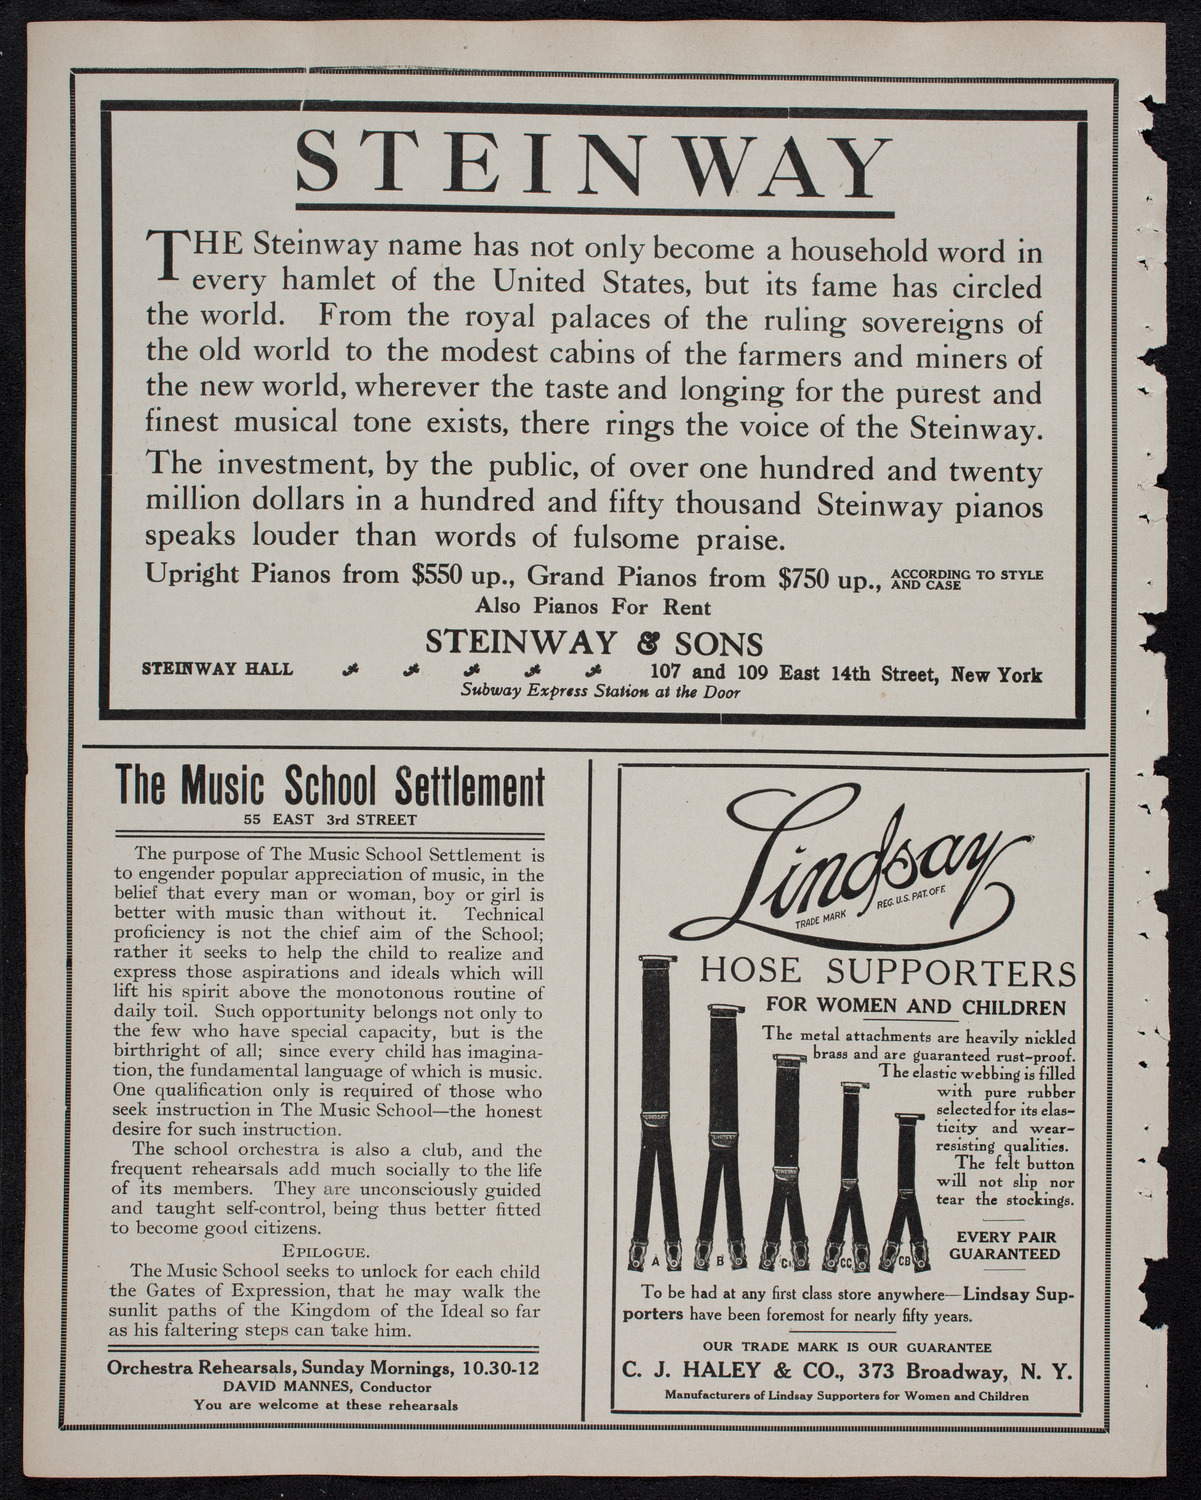 STEINWAY
THE Steinway name has not only become a household word in
every hamlet of the United States, but its fame has circled
the world. From the royal palaces of the ruling sovereigns of
the old world to the modest cabins of the farmers and miners of
the new world, wherever the taste and longing for the purest and
finest musical tone exists, there rings the voice of the Steinway.
The investment, by the public, of over one hundred and twenty
million dollars in a hundred and fifty thousand Steinway pianos
speaks louder than words of fulsome praise.
Upright Pianos from $550 up., Grand Pianos from $750 up., ACCORDING TO STYLE AND CASE
Also Pianos For Rent
STEINWAY & SONS
STEINWAY HALL 107 and 109 East 14th Street, New York
Subway Express Station at the Door
The Music School Settlement
55 EAST 3rd STREET
The purpose of The Music School Settlement is
to engender popular appreciation of music, in the
belief that every man or woman, boy or girl is
better with music than without it. Technical
proficiency is not the chief aim of the School;
rather it seeks to help the child to realize and
express those aspirations and ideals which will
lift his spirit above the monotonous routine of
daily toil. Such opportunity belongs not only to
the few who have special capacity, but is the
birthright of all; since every child has imagina-
tion, the fundamental language of which is music.
One qualification only is required of those who
seek instruction in The Music School—the honest
desire for such instruction.
The school orchestra is also a club, and the
frequent rehearsals add much socially to the life
of its members. They are unconsciously guided
and taught self-control, being thus better fitted
to become good citizens.
EPILOGUE.
The Music School seeks to unlock for each child
the Gates of Expression, that he may walk the
sunlit paths of the Kingdom of the Ideal so far
as his faltering steps can take him.
Orchestra Rehearsals, Sunday Mornings, 10.30-12
DAVID MANNES, Conductor
You are welcome at these rehearsals
Lindsay
TRADE MARK REG. U.S. PAT. OFF.
HOSE SUPPORTERS
FOR WOMEN AND CHILDREN
The metal attachments are heavily nickled
brass and are guaranteed rust-proof.
The elastic webbing is filled
with pure rubber
selected for its elas-
ticity and wear-
resisting qualities.
The felt button
will not slip nor
tear the stockings.
EVERY PAIR
GUARANTEED
LINDSAY LINDSAY LINDSAY
A B C CC CB
To be had at any first class store anywhere—Lindsay Sup-
porters have been foremost for nearly fifty years.
OUR TRADE MARK IS OUR GUARANTEE
C. J. HALEY & CO., 373 Broadway, N. Y.
Manufacturers of Lindsay Supporters for Women and Children